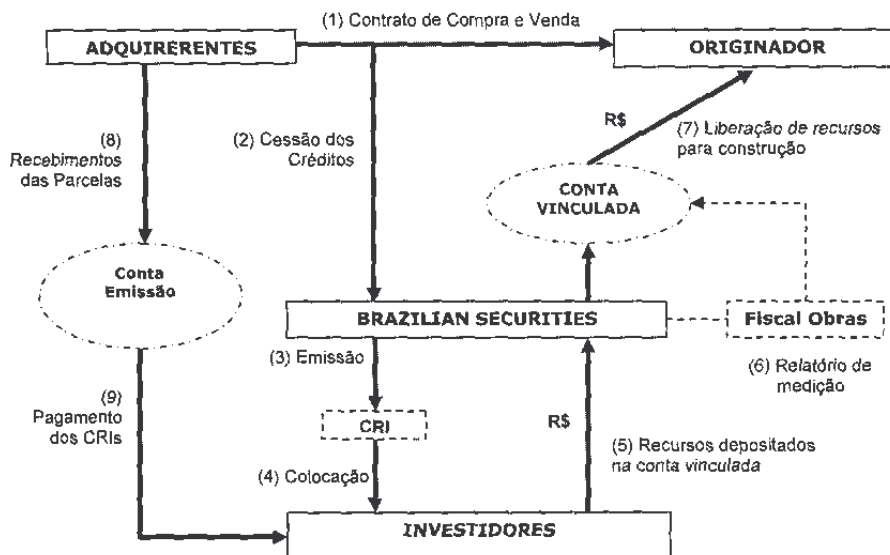 (1) Contrato de Compra e Venda
ADQUIRERENTES
ORIGINADOR
(8)
Recebimentos
das Parcelas
(2) Cessão dos
Créditos
R$
(7) Liberação de recursos
para construção
CONTA
VINCULADA
Conta
Emissão
BRAZILIAN SECURITIES
Fiscal Obras
(3) Emissão
(6) Relatório de
medição
(9)
Pagamento
dos CRIs
CRI
R$
(5) Recursos depositados
na conta vinculada
(4) Colocação
INVESTIDORES